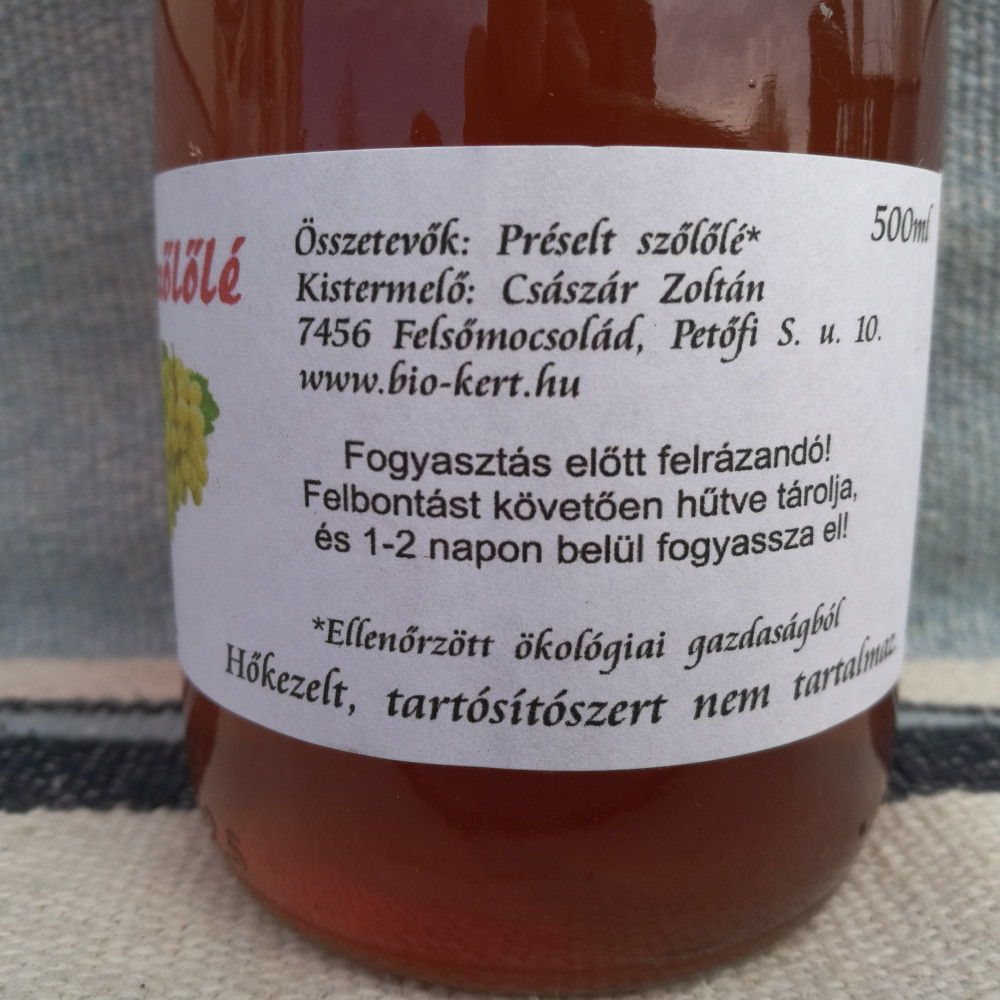 500ml
Összetevők: Préselt szőlőlé*
Kistermelő: Császár Zoltán
7456 Felsőmocsolád, Petőfi S. u. 10.
www.bio-kert.hu
Fogyasztás előtt felrázandó!
Felbontást követően hűtve tárolja,
és 1-2 napon belül fogyassza el!
*Ellenőrzött ökológiai gazdaságból
Hőkezelt, tartósítószert nem tartalmaz.